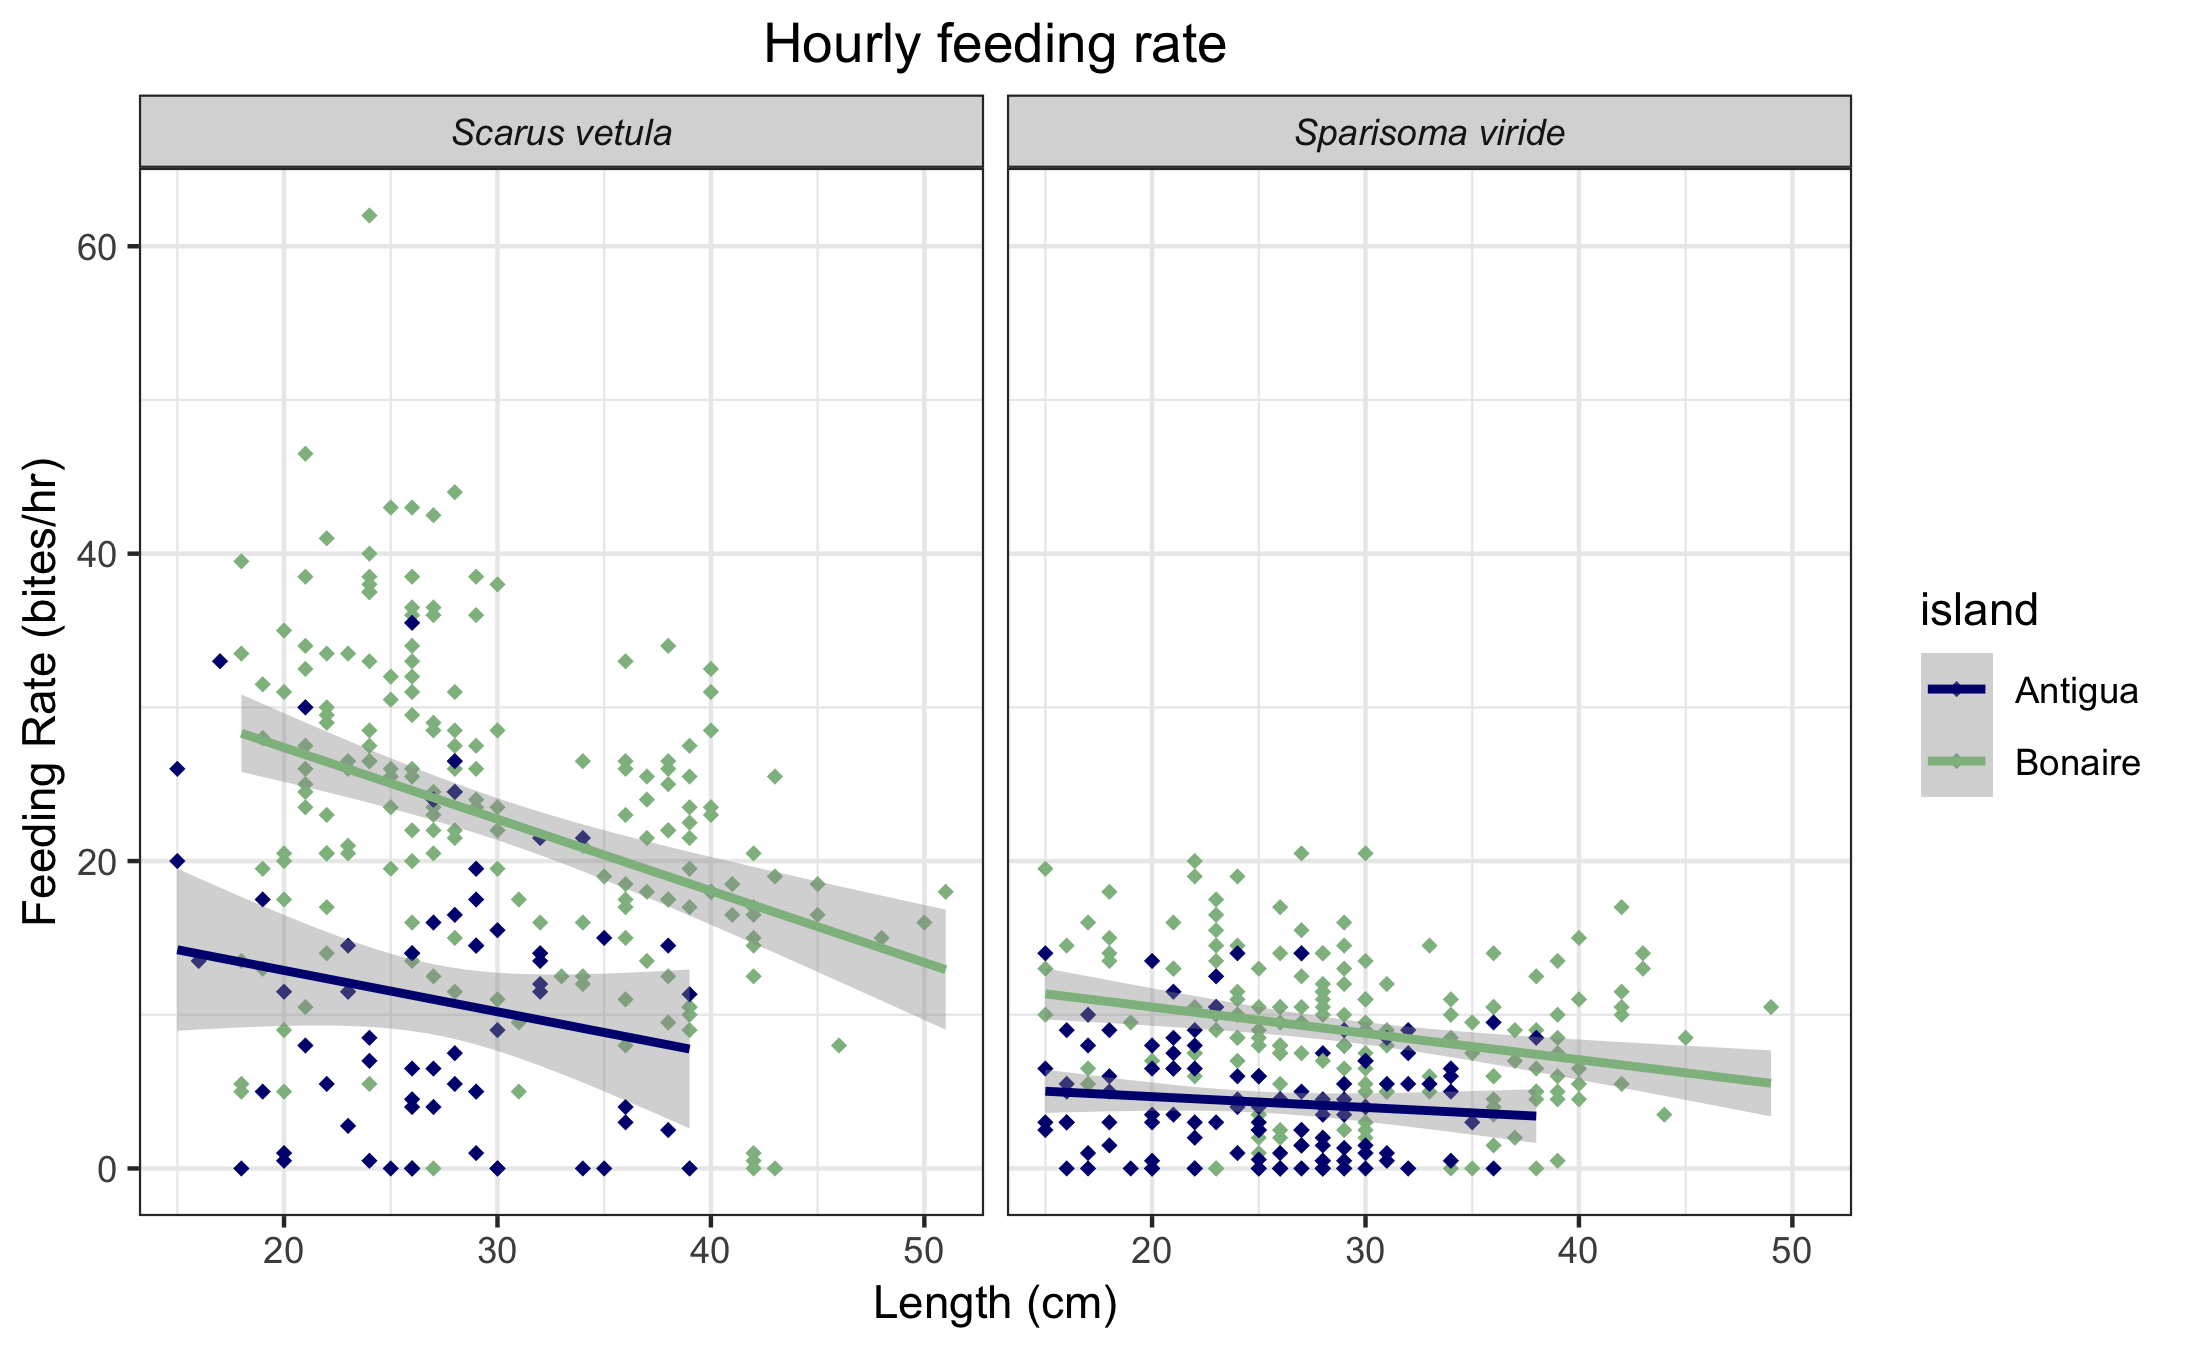 Hourly feeding rate
Scarus vetula
Sparisoma viride
Feeding Rate (bites/hr)
60
40
20
0
20 30 40 50
20 30 40 50
Length (cm)
island
Antigua
Bonaire